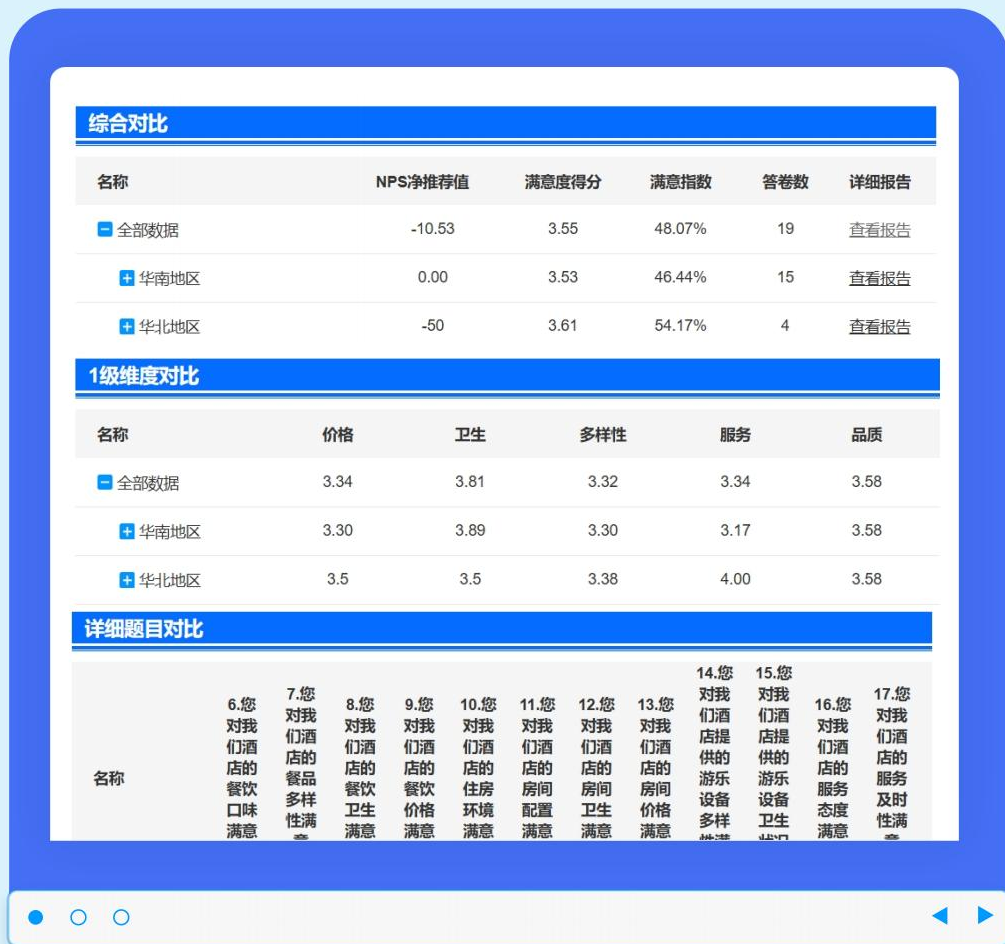 综合对比
名称 NPS净推荐值 满意度得分 满意指数 答卷数 详细报告
全部数据 -10.53 3.55 48.07% 19 查看报告
华南地区 0.00 3.53 46.44% 15 查看报告
华北地区 -50 3.61 54.17% 4 查看报告
1级维度对比
名称 价格 卫生 多样性 服务 品质
全部数据 3.34 3.81 3.32 3.34 3.58
华南地区 3.30 3.89 3.30 3.17 3.58
华北地区 3.5 3.5 3.38 4.00 3.58
详细题目对比
名称
6.您
对我
们酒
店的
餐饮
口味
满意
7.您
对我
们酒
店的
餐品
多样
性满
8.您
对我
们酒
店的
餐饮
卫生
满意
9.您
对我
们酒
店的
餐饮
价格
满意
10.您
对我
们酒
店的
住房
环境
满意
11.您
对我
们酒
店的
房间
配置
满意
12.您
对我
们酒
店的
房间
卫生
满意
13.您
对我
们酒
店的
房间
价格
满意
14.您
对我
们酒
店提
供的
游乐
设备
多样
15.您
对我
们酒
店提
供的
游乐
设备
卫生
16.您
对我
们酒
店的
服务
态度
满意
17.您
对我
们酒
店的
服务
及时
性满